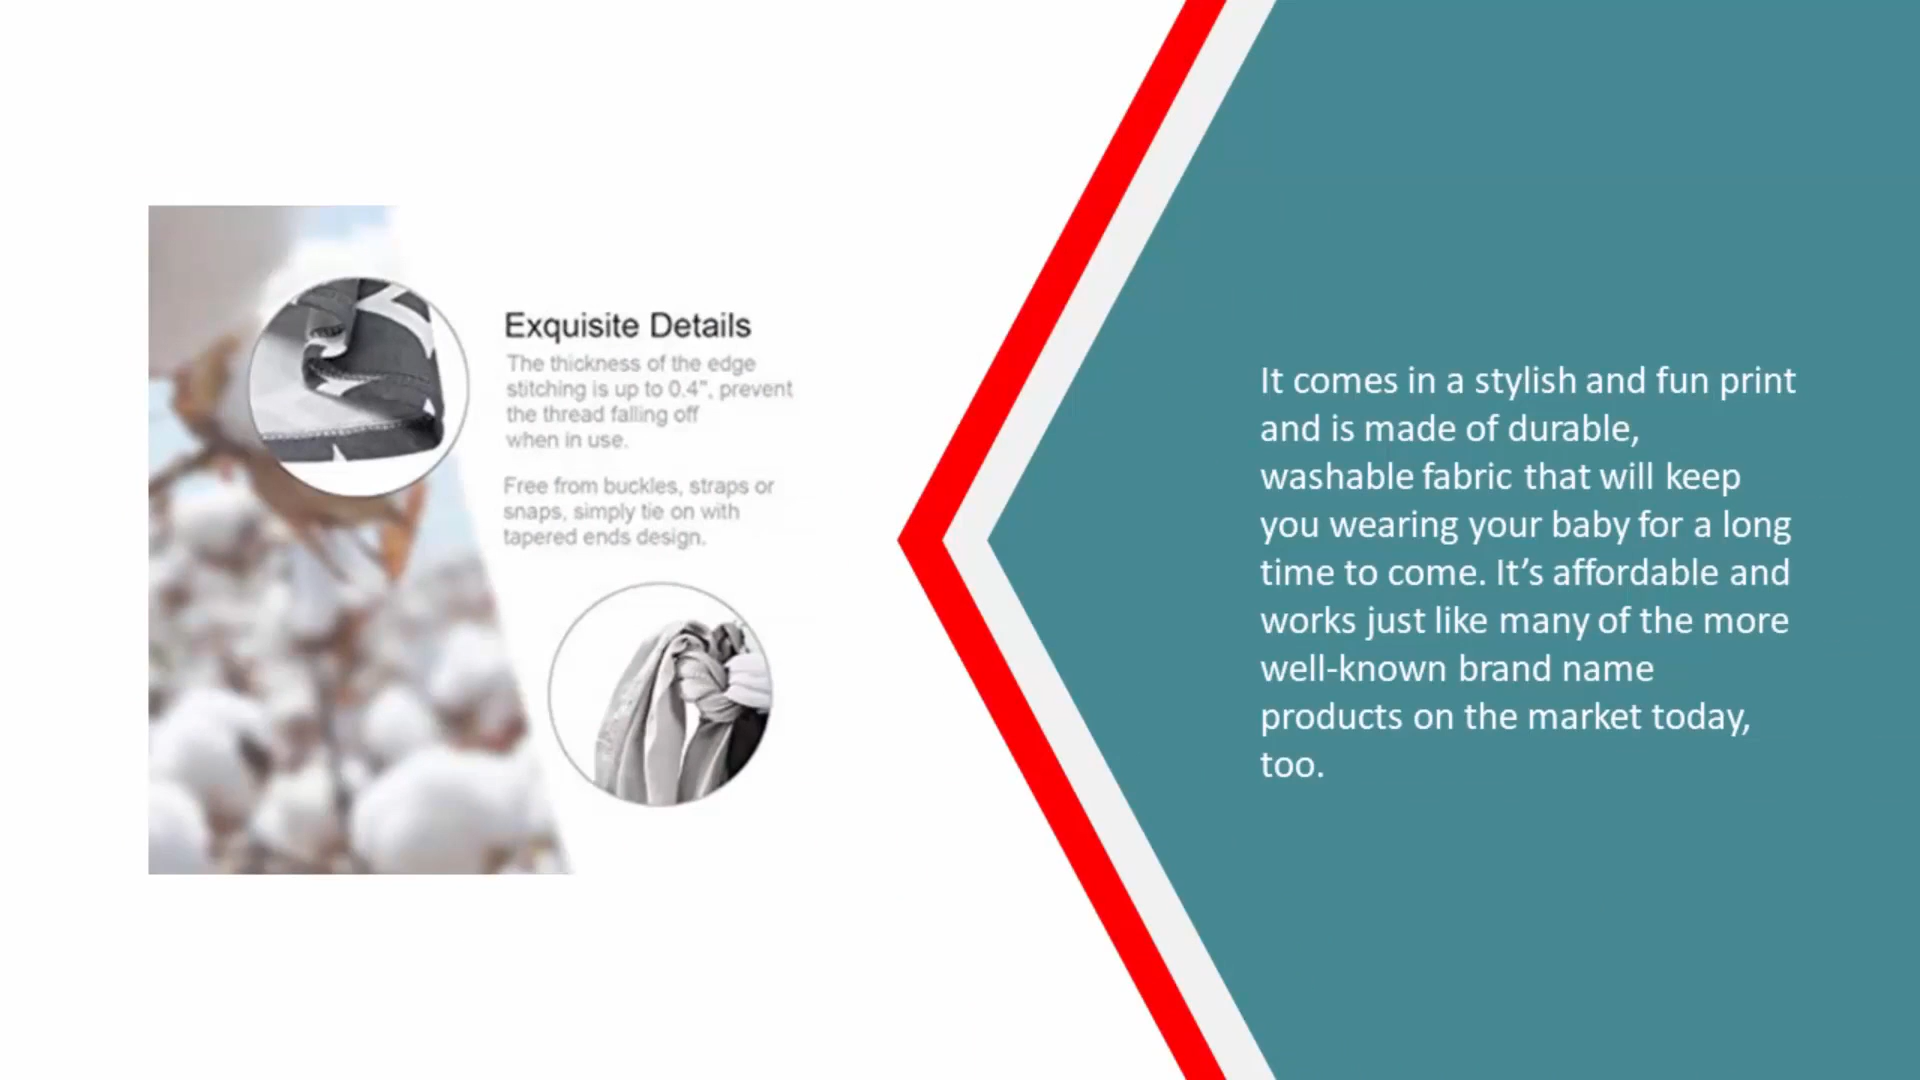 Exquisite Details
The thickness of the edge
stitching is up to 0.4", prevent
the thread falling off
when in use.
Free from buckles, straps or
snaps, simply tie on with
tapered ends design.
It comes in a stylish and fun print
and is made of durable,
washable fabric that will keep
you wearing your baby for a long
time to come. It’s affordable and
works just like many of the more
well-known brand name
products on the market today,
too.